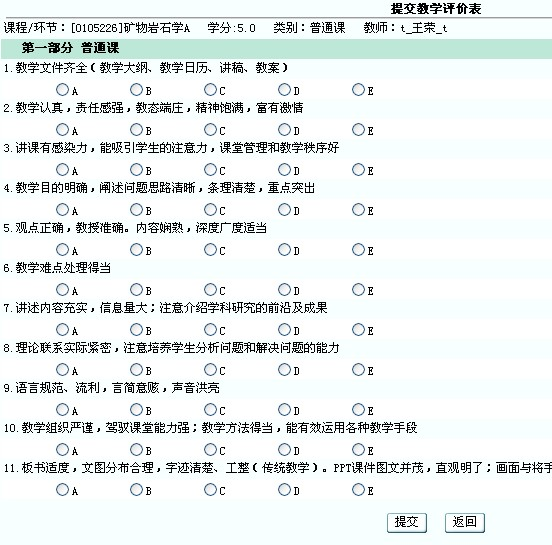 提交教学评价表
课程/环节：[0105226]矿物岩石学A 学分：5.0 类别：普通课 教师：t_王荣_t
第一部分 普通课
1.教学文件齐全（教学大纲、教学日历、讲稿、教案）
A B C D E
2.教学认真，责任感强，教态端庄，精神饱满，富有激情
A B C D E
3.讲课有感染力，能吸引学生的注意力，课堂管理和教学秩序好
A B C D E
4.教学目的明确，阐述问题思路清晰，条理清楚，重点突出
A B C D E
5.观点正确，教授准确。内容娴熟，深度广度适当
A B C D E
6.教学难点处理得当
A B C D E
7.讲述内容充实，信息量大；注意介绍学科研究的前沿及成果
A B C D E
8.理论联系实际紧密，注意培养学生分析问题和解决问题的能力
A B C D E
9.语言规范、流利，言简意赅，声音洪亮
A B C D E
10.教学组织严谨，驾驭课堂能力强；教学方法得当，能有效运用各种教学手段
A B C D E
11.板书适度，文图分布合理，字迹清楚、工整（传统教学）。PPT课件图文并茂，直观明了；画面与将手
A B C D E
提交 返回